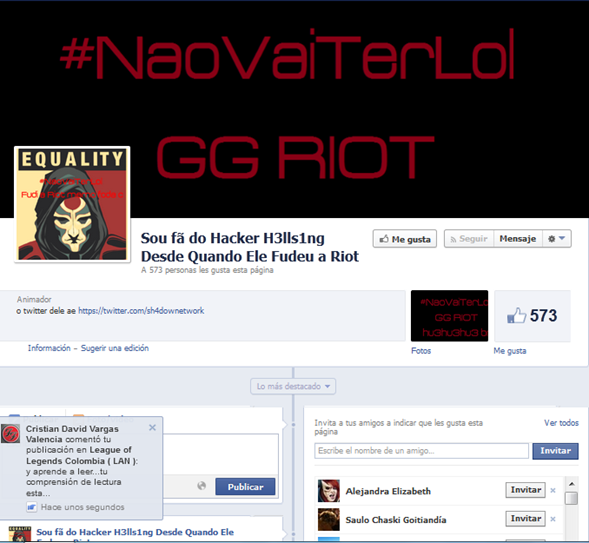 #NaoVaiTerLol
GG RIOT
EQUALITY
#NaoVaiTerLol
Sou fã do Hacker H3lls1ng
Desde Quando Ele Fudeu a Riot
A 573 personas les gusta esta página
Me gusta
Seguir
Mensaje
Animador
o twitter dele ae https://twitter.com/sh4downetwork
Información – Sugerir una edición
#NaoVaiTerLol
GG RIOT
hu3hu3hu3 br
Fotos
573
Me gusta
Lo más destacado
Cristian David Vargas
Valencia comentó tu
publicación en League of
Legends Colombia ( LAN ):
y aprende a leer...tu
comprensión de lectura
esta...
Hace unos segundos
Publicar
Sou fã do Hacker H3lls1ng Desde Quando Ele
Fudeu a Riot
Invita a tus amigos a indicar que les gusta esta
página
Ver todos
Escribe el nombre de un amigo...
Invitar
Alejandra Elizabeth
Invitar
Saulo Chaski Goitiandía
Invitar